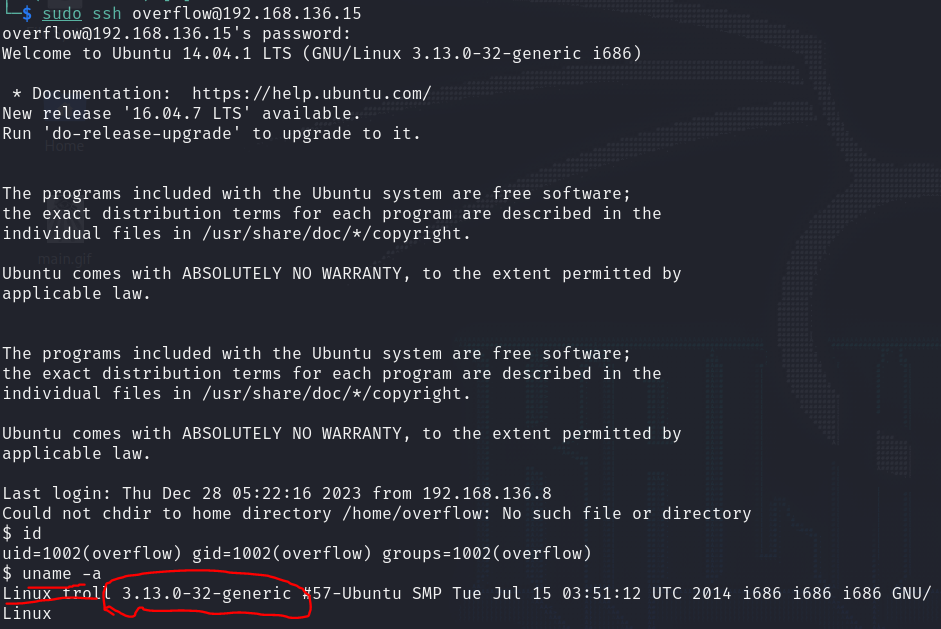 └─$ sudo ssh overflow@192.168.136.15
overflow@192.168.136.15's password:
Welcome to Ubuntu 14.04.1 LTS (GNU/Linux 3.13.0-32-generic i686)
 * Documentation:  https://help.ubuntu.com/
New release '16.04.7 LTS' available.
Run 'do-release-upgrade' to upgrade to it.
Home
The programs included with the Ubuntu system are free software;
the exact distribution terms for each program are described in the
individual files in /usr/share/doc/*/copyright.
main.gif
Ubuntu comes with ABSOLUTELY NO WARRANTY, to the extent permitted by
applicable law.
The programs included with the Ubuntu system are free software;
the exact distribution terms for each program are described in the
individual files in /usr/share/doc/*/copyright.
Ubuntu comes with ABSOLUTELY NO WARRANTY, to the extent permitted by
applicable law.
Last login: Thu Dec 28 05:22:16 2023 from 192.168.136.8
Could not chdir to home directory /home/overflow: No such file or directory
$ id
uid=1002(overflow) gid=1002(overflow) groups=1002(overflow)
$ uname -a
Linux troll 3.13.0-32-generic #57-Ubuntu SMP Tue Jul 15 03:51:12 UTC 2014 i686 i686 i686 GNU/
Linux